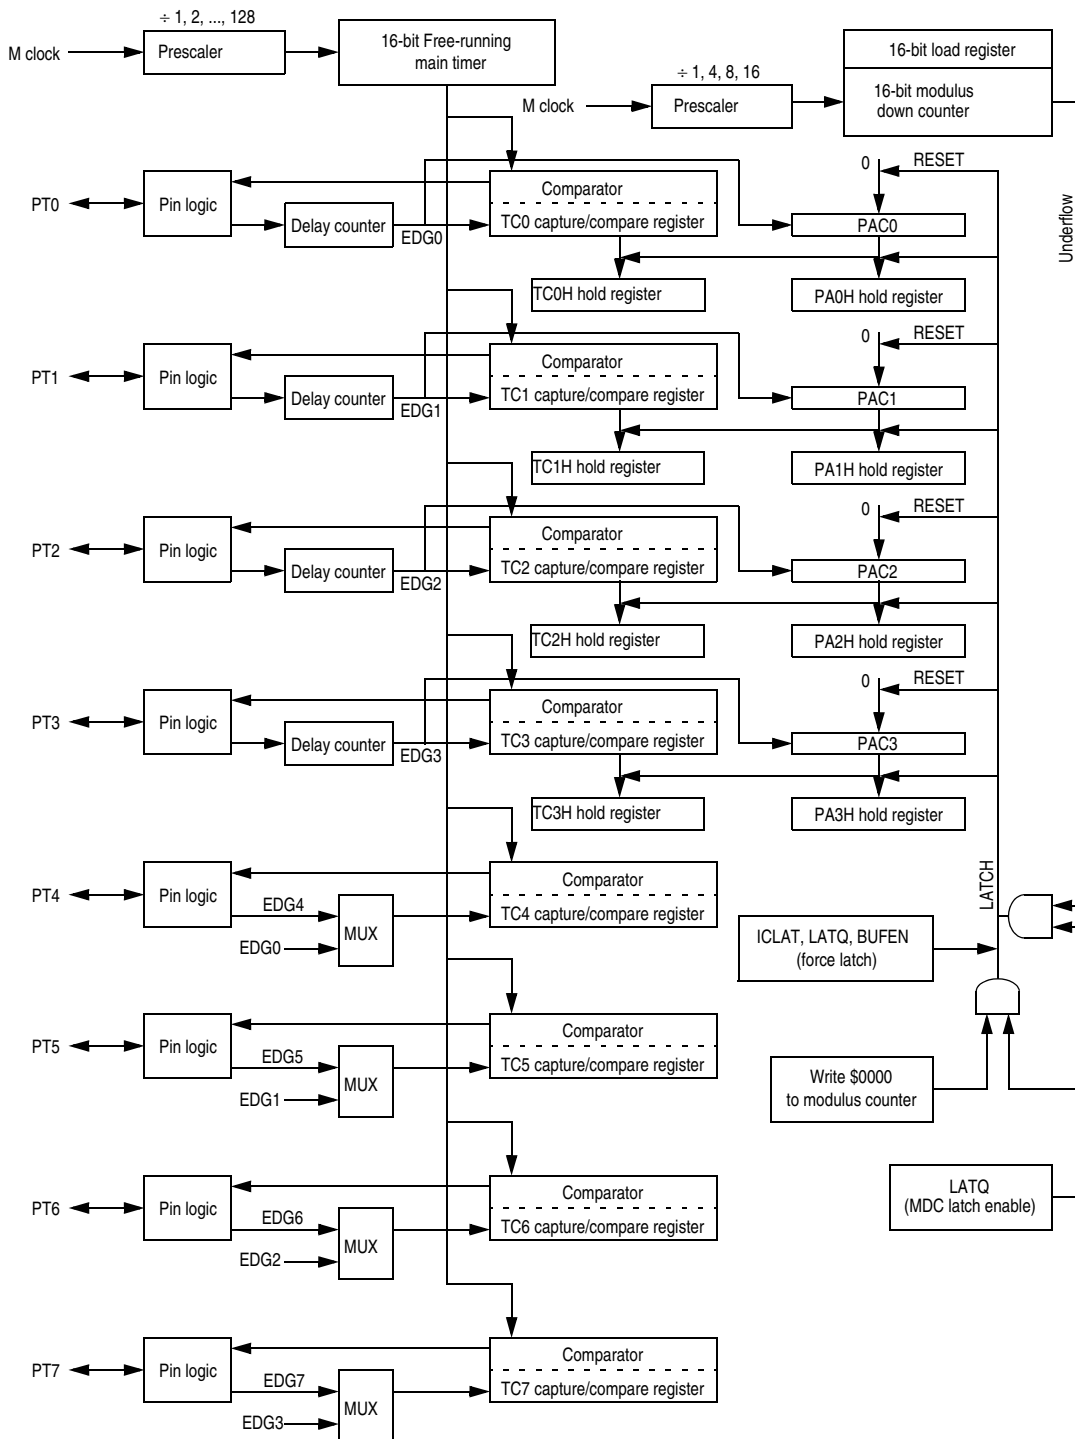 ÷ 1, 2, ..., 128
M clock
Prescaler
16-bit Free-running
main timer
16-bit load register
16-bit modulus
down counter
÷ 1, 4, 8, 16
M clock
Prescaler
Underflow
PT0
Pin logic
Delay counter
EDG0
Comparator
TC0 capture/compare register
TC0H hold register
0
RESET
PAC0
PA0H hold register
PT1
Pin logic
Delay counter
EDG1
Comparator
TC1 capture/compare register
TC1H hold register
0
RESET
PAC1
PA1H hold register
PT2
Pin logic
Delay counter
EDG2
Comparator
TC2 capture/compare register
TC2H hold register
0
RESET
PAC2
PA2H hold register
PT3
Pin logic
Delay counter
EDG3
Comparator
TC3 capture/compare register
TC3H hold register
0
RESET
PAC3
PA3H hold register
LATCH
PT4
Pin logic
EDG4
EDG0
MUX
Comparator
TC4 capture/compare register
ICLAT, LATQ, BUFEN
(force latch)
PT5
Pin logic
EDG5
EDG1
MUX
Comparator
TC5 capture/compare register
Write $0000
to modulus counter
PT6
Pin logic
EDG6
EDG2
MUX
Comparator
TC6 capture/compare register
LATQ
(MDC latch enable)
PT7
Pin logic
EDG7
EDG3
MUX
Comparator
TC7 capture/compare register